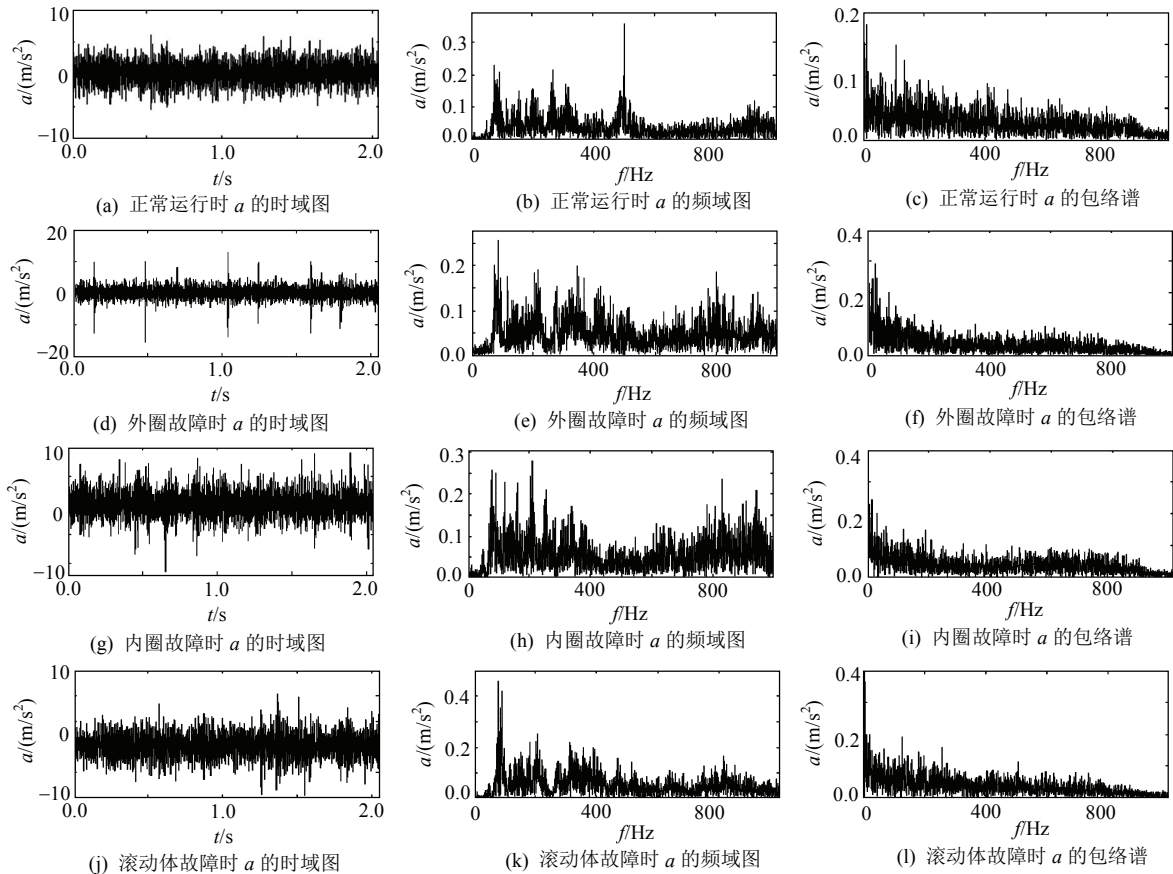 10
0
−10
a/(m/s²)
0.0 1.0 2.0
t/s
(a) 正常运行时 a 的时域图
0.3
0.2
0.1
0.0
a/(m/s²)
0 400 800
f/Hz
(b) 正常运行时 a 的频域图
0.2
0.1
0.0
a/(m/s²)
0 400 800
f/Hz
(c) 正常运行时 a 的包络谱
20
0
−20
a/(m/s²)
0.0 1.0 2.0
t/s
(d) 外圈故障时 a 的时域图
0.3
0.2
0.1
0.0
a/(m/s²)
0 400 800
f/Hz
(e) 外圈故障时 a 的频域图
0.4
0.2
0.0
a/(m/s²)
0 400 800
f/Hz
(f) 外圈故障时 a 的包络谱
10
0
−10
a/(m/s²)
0.0 1.0 2.0
t/s
(g) 内圈故障时 a 的时域图
0.3
0.2
0.1
0.0
a/(m/s²)
0 400 800
f/Hz
(h) 内圈故障时 a 的频域图
0.4
0.2
0.0
a/(m/s²)
0 400 800
f/Hz
(i) 内圈故障时 a 的包络谱
10
0
−10
a/(m/s²)
0.0 1.0 2.0
t/s
(j) 滚动体故障时 a 的时域图
0.4
0.2
0.0
a/(m/s²)
0 400 800
f/Hz
(k) 滚动体故障时 a 的频域图
0.4
0.2
0.0
a/(m/s²)
0 400 800
f/Hz
(l) 滚动体故障时 a 的包络谱